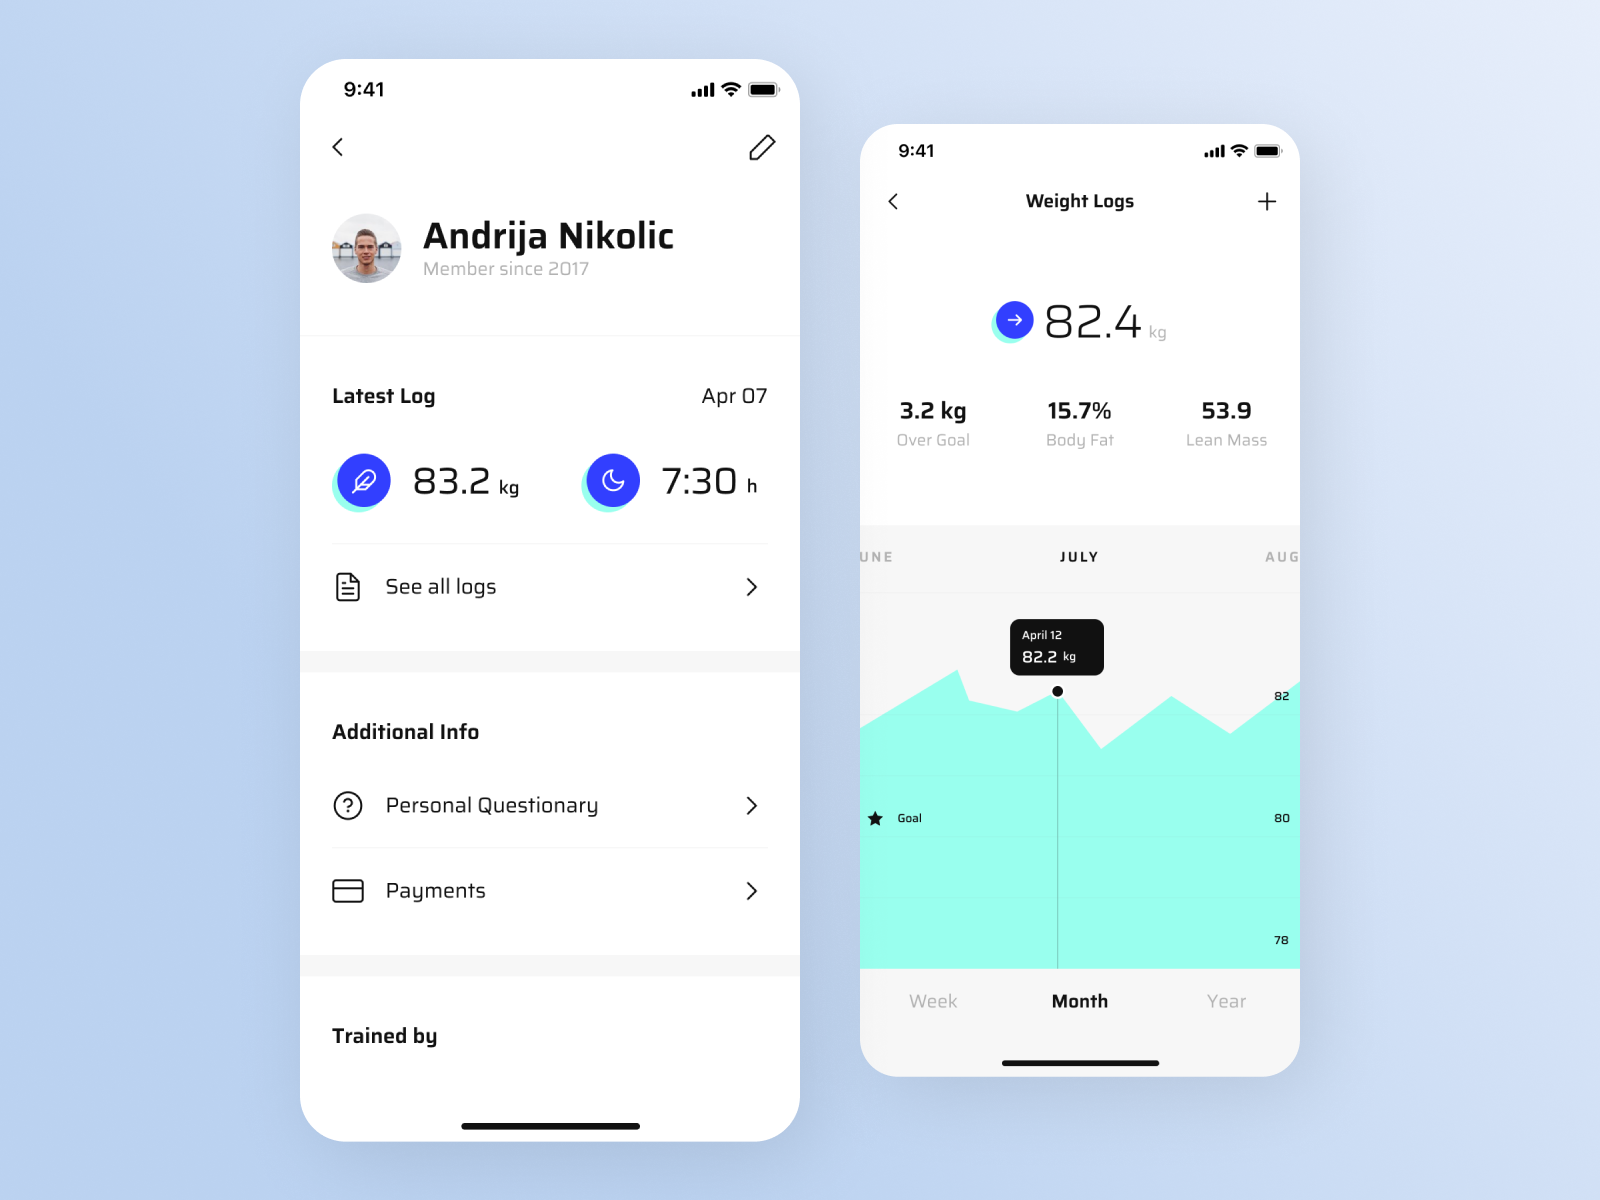 9:41
Andrija Nikolic
Member since 2017
Latest Log
Apr 07
83.2 kg
7:30 h
See all logs
Additional Info
Personal Questionary
Payments
Trained by
9:41
Weight Logs
82.4 kg
3.2 kg
Over Goal
15.7%
Body Fat
53.9
Lean Mass
UNE
JULY
AUG
April 12
82.2 kg
82
Goal
80
78
Week
Month
Year